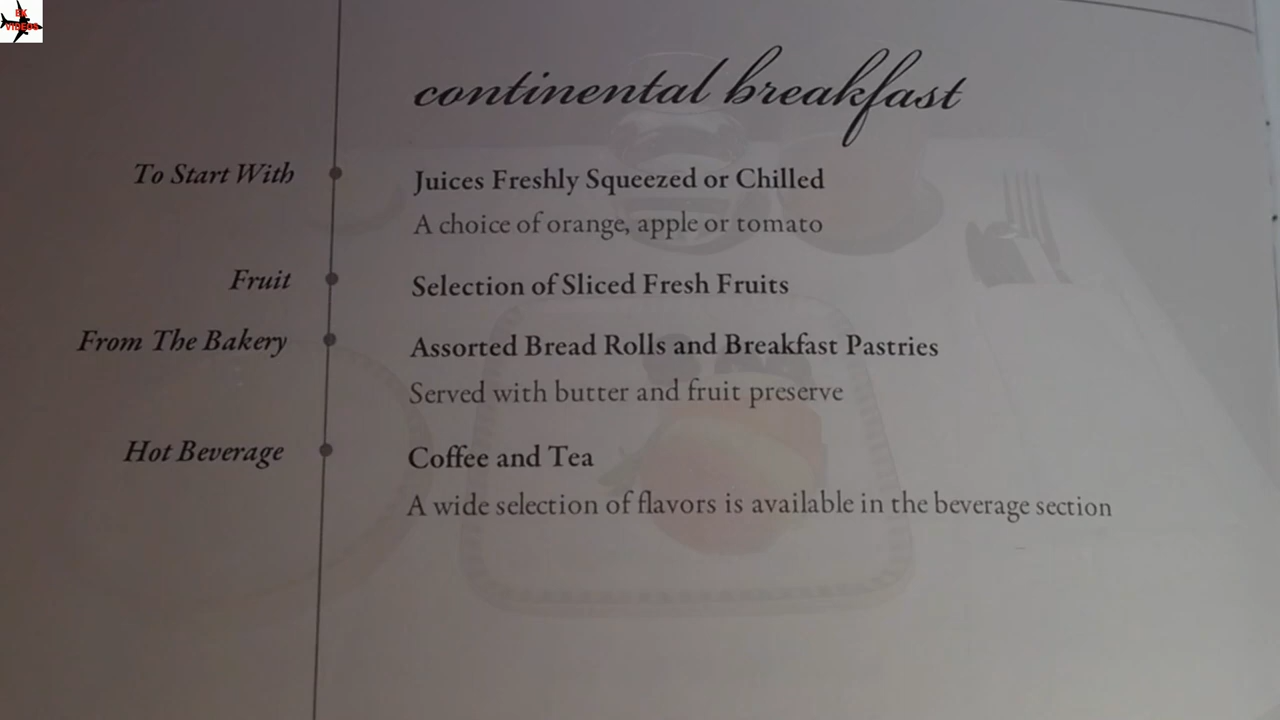 BK
VIDEOS
continental breakfast
To Start With
Juices Freshly Squeezed or Chilled
A choice of orange, apple or tomato
Fruit
Selection of Sliced Fresh Fruits
From The Bakery
Assorted Bread Rolls and Breakfast Pastries
Served with butter and fruit preserve
Hot Beverage
Coffee and Tea
A wide selection of flavors is available in the beverage section